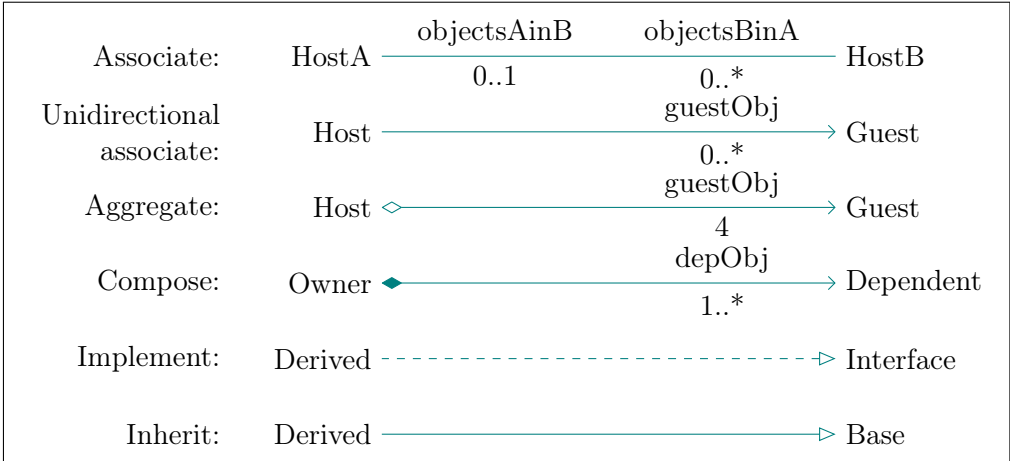 objectsAinB objectsBinA
Associate: HostA HostB
0..1 0..*
Unidirectional
associate:
guestObj
Host Guest
0..*
guestObj
Aggregate: Host Guest
4
depObj
Compose: Owner Dependent
1..*
Implement: Derived Interface
Inherit: Derived Base